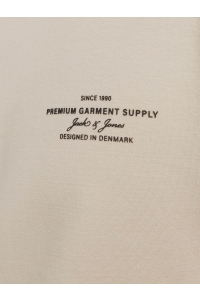 SINCE 1990
PREMIUM GARMENT SUPPLY
Jack & Jones
DESIGNED IN DENMARK